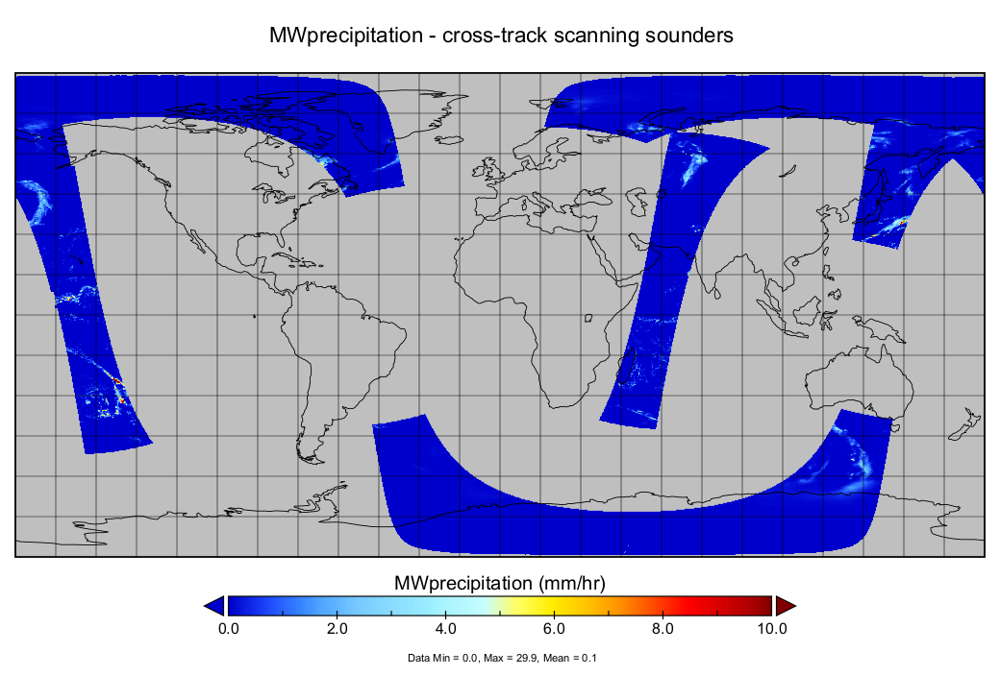 MWprecipitation - cross-track scanning sounders
MWprecipitation (mm/hr)
0.0 2.0 4.0 6.0 8.0 10.0
Data Min = 0.0, Max = 29.9, Mean = 0.1